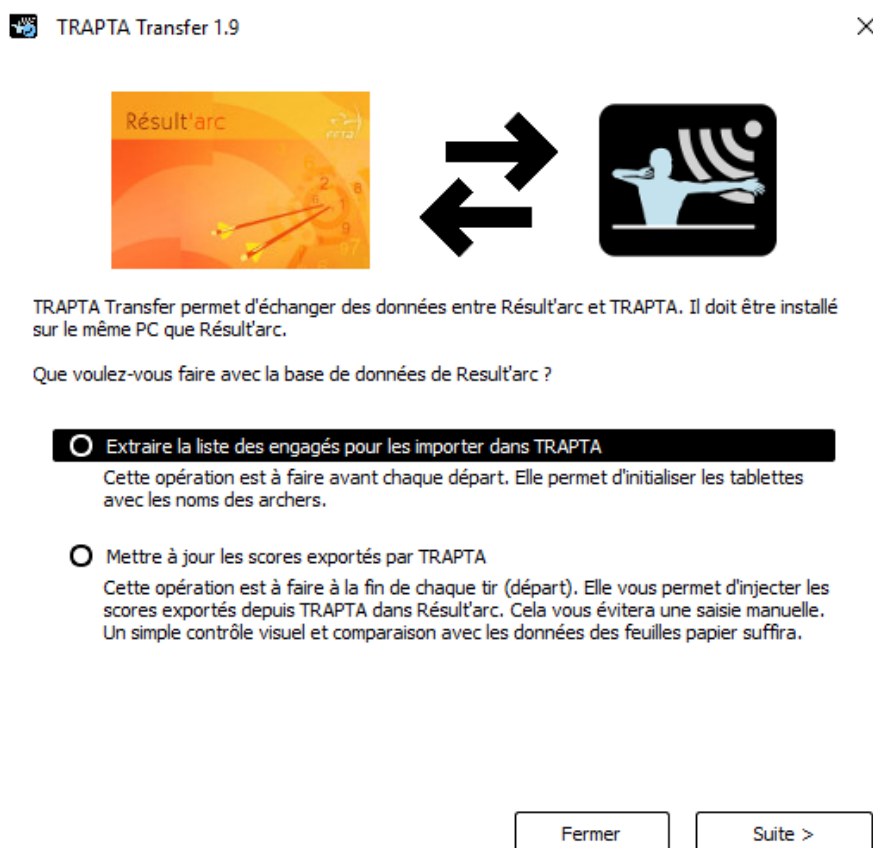 TRAPTA Transfer 1.9
Résult'arc
FFTA
TRAPTA Transfer permet d'échanger des données entre Résult'arc et TRAPTA. Il doit être installé
sur le même PC que Résult'arc.
Que voulez-vous faire avec la base de données de Result'arc ?
Extraire la liste des engagés pour les importer dans TRAPTA
Cette opération est à faire avant chaque départ. Elle permet d'initialiser les tablettes
avec les noms des archers.
Mettre à jour les scores exportés par TRAPTA
Cette opération est à faire à la fin de chaque tir (départ). Elle vous permet d'injecter les
scores exportés depuis TRAPTA dans Résult'arc. Cela vous évitera une saisie manuelle.
Un simple contrôle visuel et comparaison avec les données des feuilles papier suffira.
Fermer
Suite >